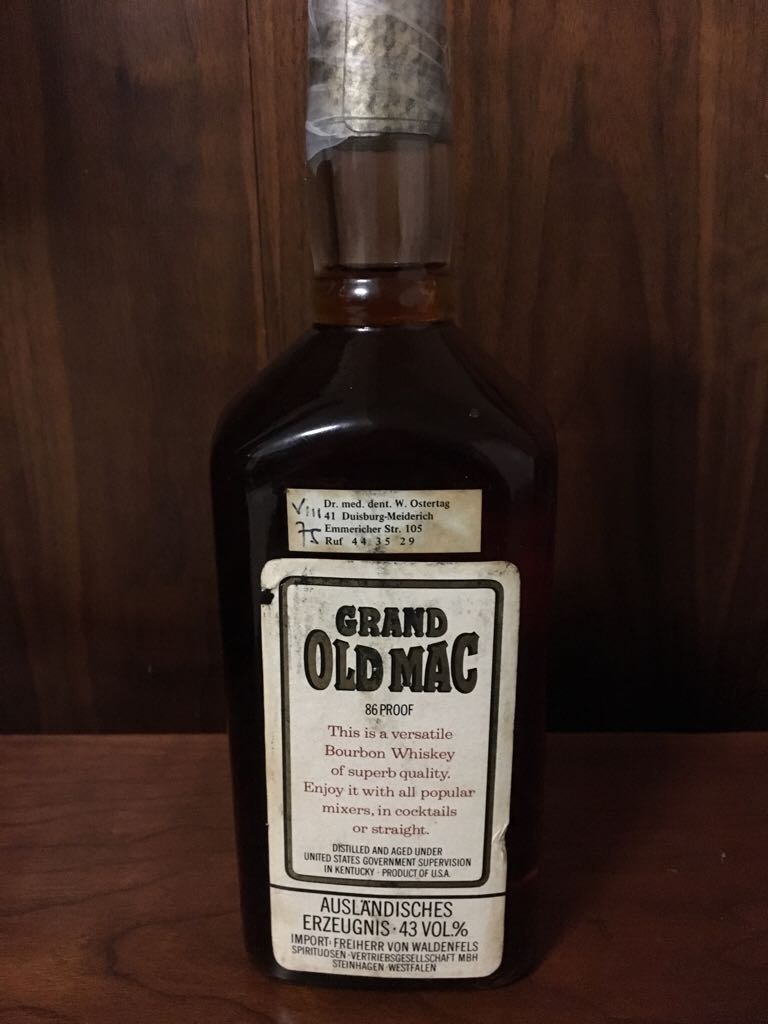 VIII
75
Dr. med. dent. W. Ostertag
41 Duisburg-Meiderich
Emmericher Str. 105
Ruf 44 35 29
GRAND
OLD MAC
86 PROOF
This is a versatile
Bourbon Whiskey
of superb quality.
Enjoy it with all popular
mixers, in cocktails
or straight.
DISTILLED AND AGED UNDER
UNITED STATES GOVERNMENT SUPERVISION
IN KENTUCKY · PRODUCT OF U.S.A.
AUSLÄNDISCHES
ERZEUGNIS · 43 VOL.%
IMPORT: FREIHERR VON WALDENFELS
SPIRITUOSEN-VERTRIEBSGESELLSCHAFT MBH
STEINHAGEN · WESTFALEN